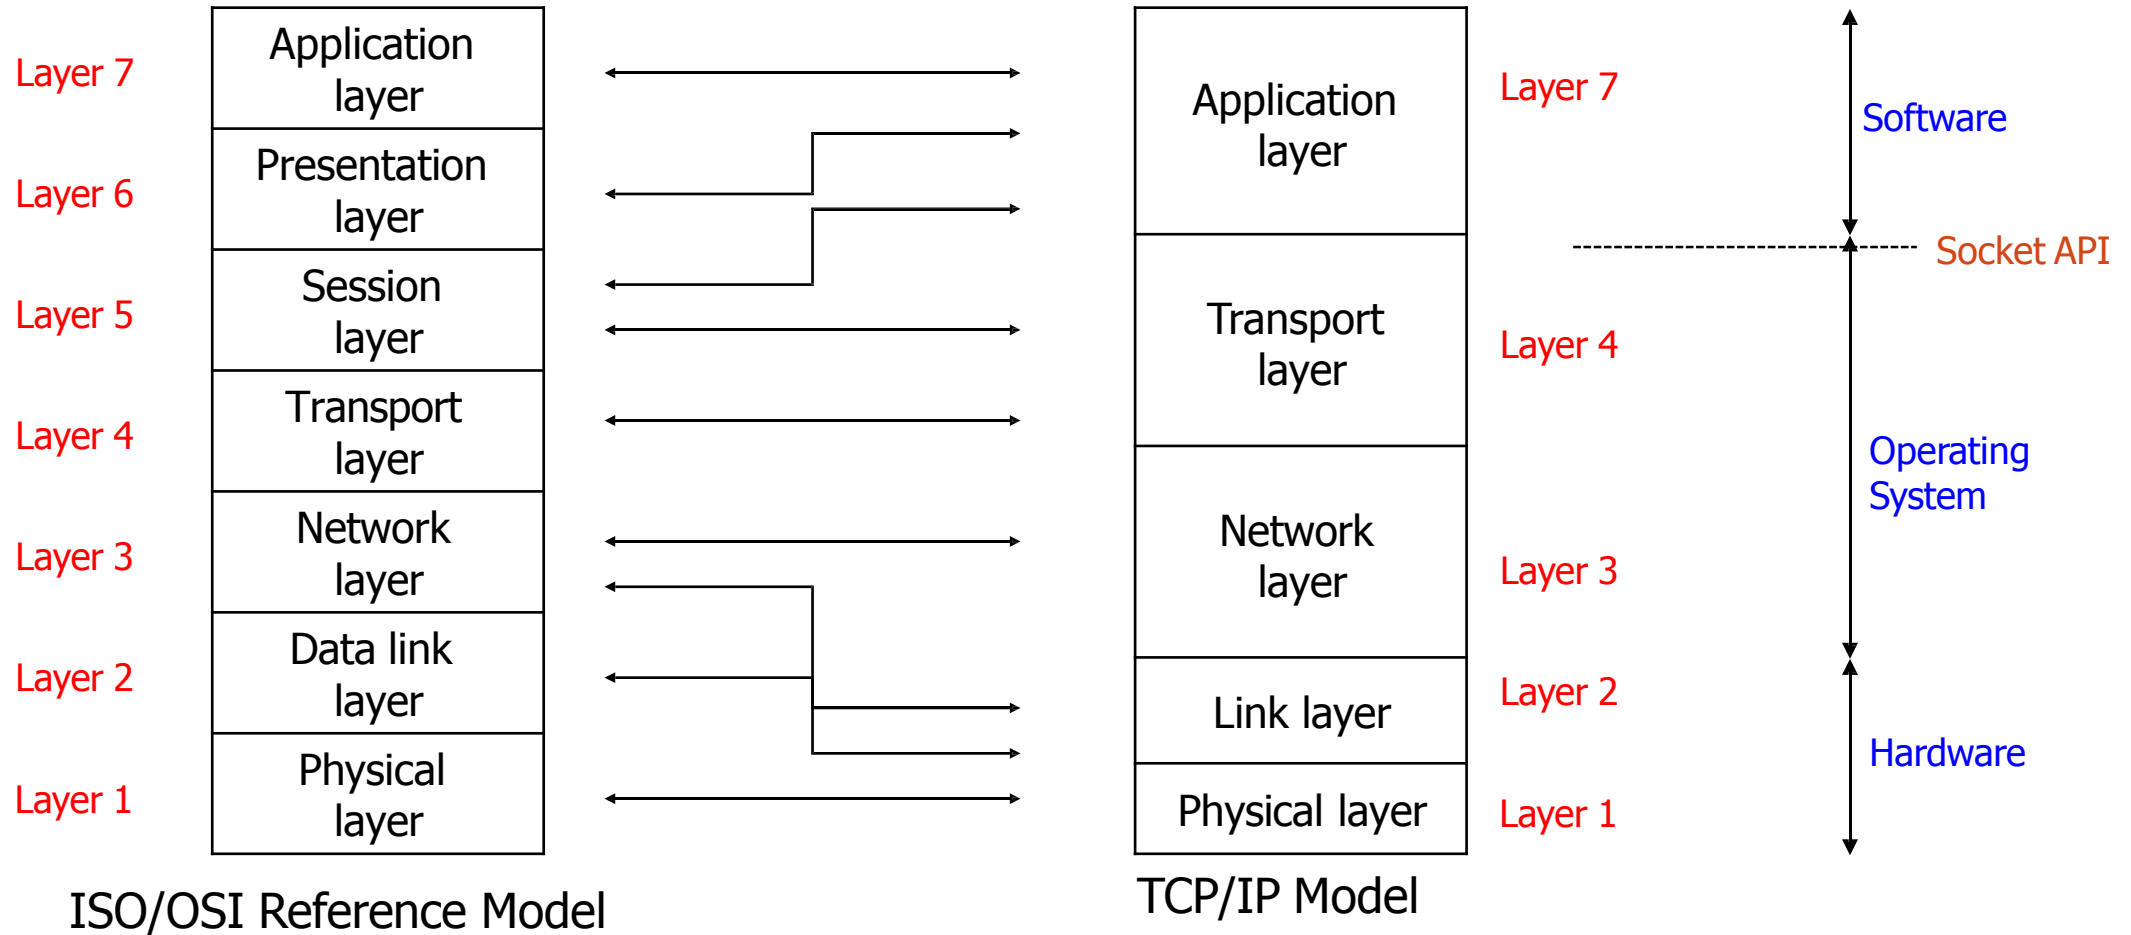 Layer 7
Application
layer
Layer 6
Presentation
layer
Layer 5
Session
layer
Layer 4
Transport
layer
Layer 3
Network
layer
Layer 2
Data link
layer
Layer 1
Physical
layer
ISO/OSI Reference Model
Application
layer
Layer 7
Transport
layer
Layer 4
Network
layer
Layer 3
Link layer
Layer 2
Physical layer
Layer 1
TCP/IP Model
Software
Socket API
Operating
System
Hardware